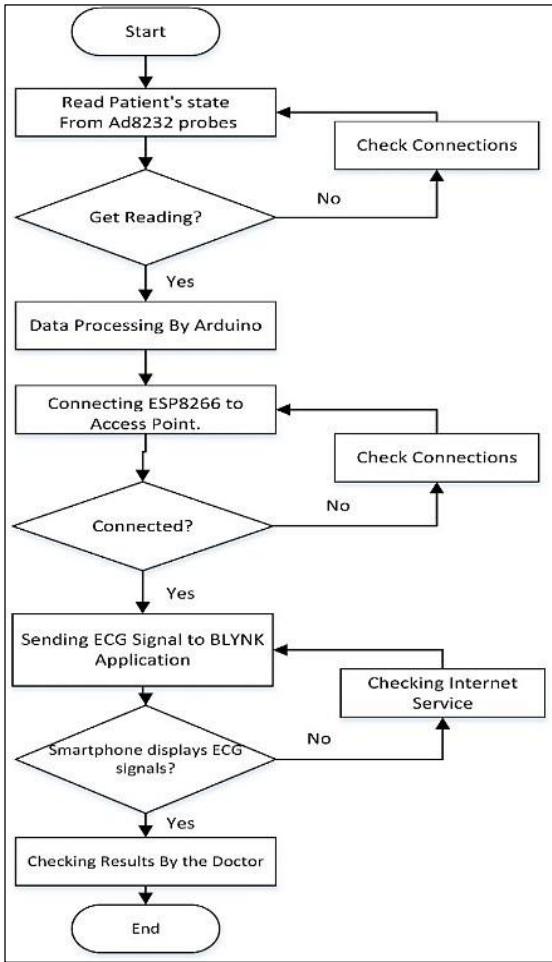 Start
Read Patient's state
From Ad8232 probes
Check Connections
Get Reading?
No
Yes
Data Processing By Arduino
Connecting ESP8266 to
Access Point.
Check Connections
Connected?
No
Yes
Sending ECG Signal to BLYNK
Application
Checking Internet
Service
Smartphone displays ECG
signals?
No
Yes
Checking Results By the Doctor
End